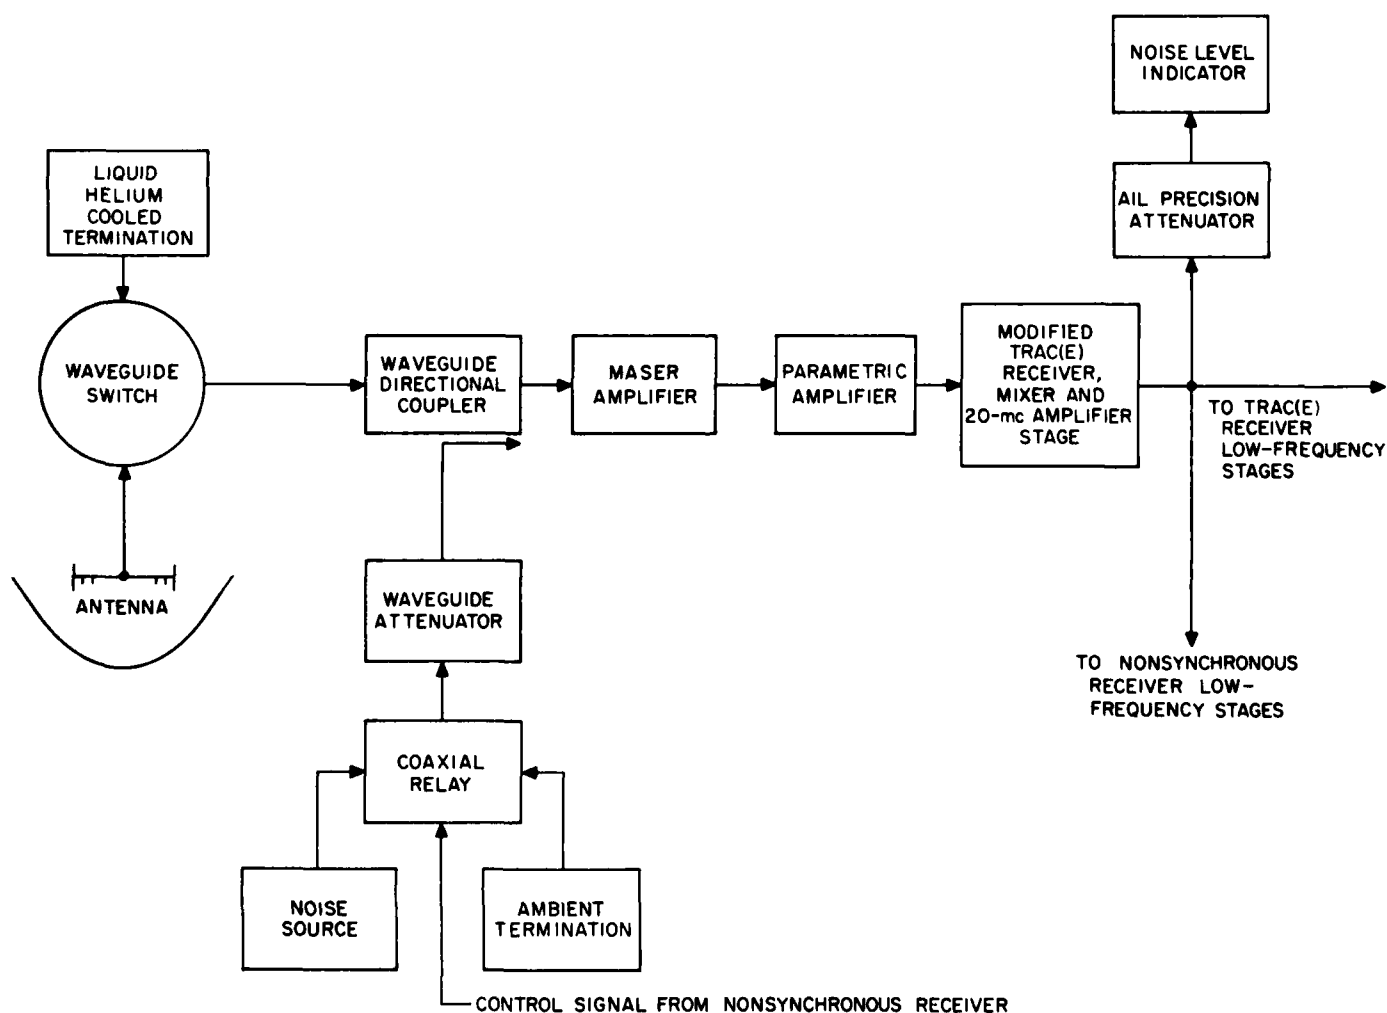 NOISE LEVEL
INDICATOR
LIQUID
HELIUM
COOLED
TERMINATION
AIL PRECISION
ATTENUATOR
WAVEGUIDE
SWITCH
WAVEGUIDE
DIRECTIONAL
COUPLER
MASER
AMPLIFIER
PARAMETRIC
AMPLIFIER
MODIFIED
TRAC(E)
RECEIVER,
MIXER AND
20-mc AMPLIFIER
STAGE
TO TRAC(E)
RECEIVER
LOW-FREQUENCY
STAGES
ANTENNA
WAVEGUIDE
ATTENUATOR
TO NONSYNCHRONOUS
RECEIVER LOW-
FREQUENCY STAGES
COAXIAL
RELAY
NOISE
SOURCE
AMBIENT
TERMINATION
CONTROL SIGNAL FROM NONSYNCHRONOUS RECEIVER